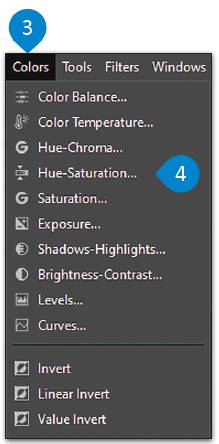 3
Colors Tools Filters Windows
Color Balance...
Color Temperature...
Hue-Chroma...
Hue-Saturation... 4
Saturation...
Exposure...
Shadows-Highlights...
Brightness-Contrast...
Levels...
Curves...
Invert
Linear Invert
Value Invert